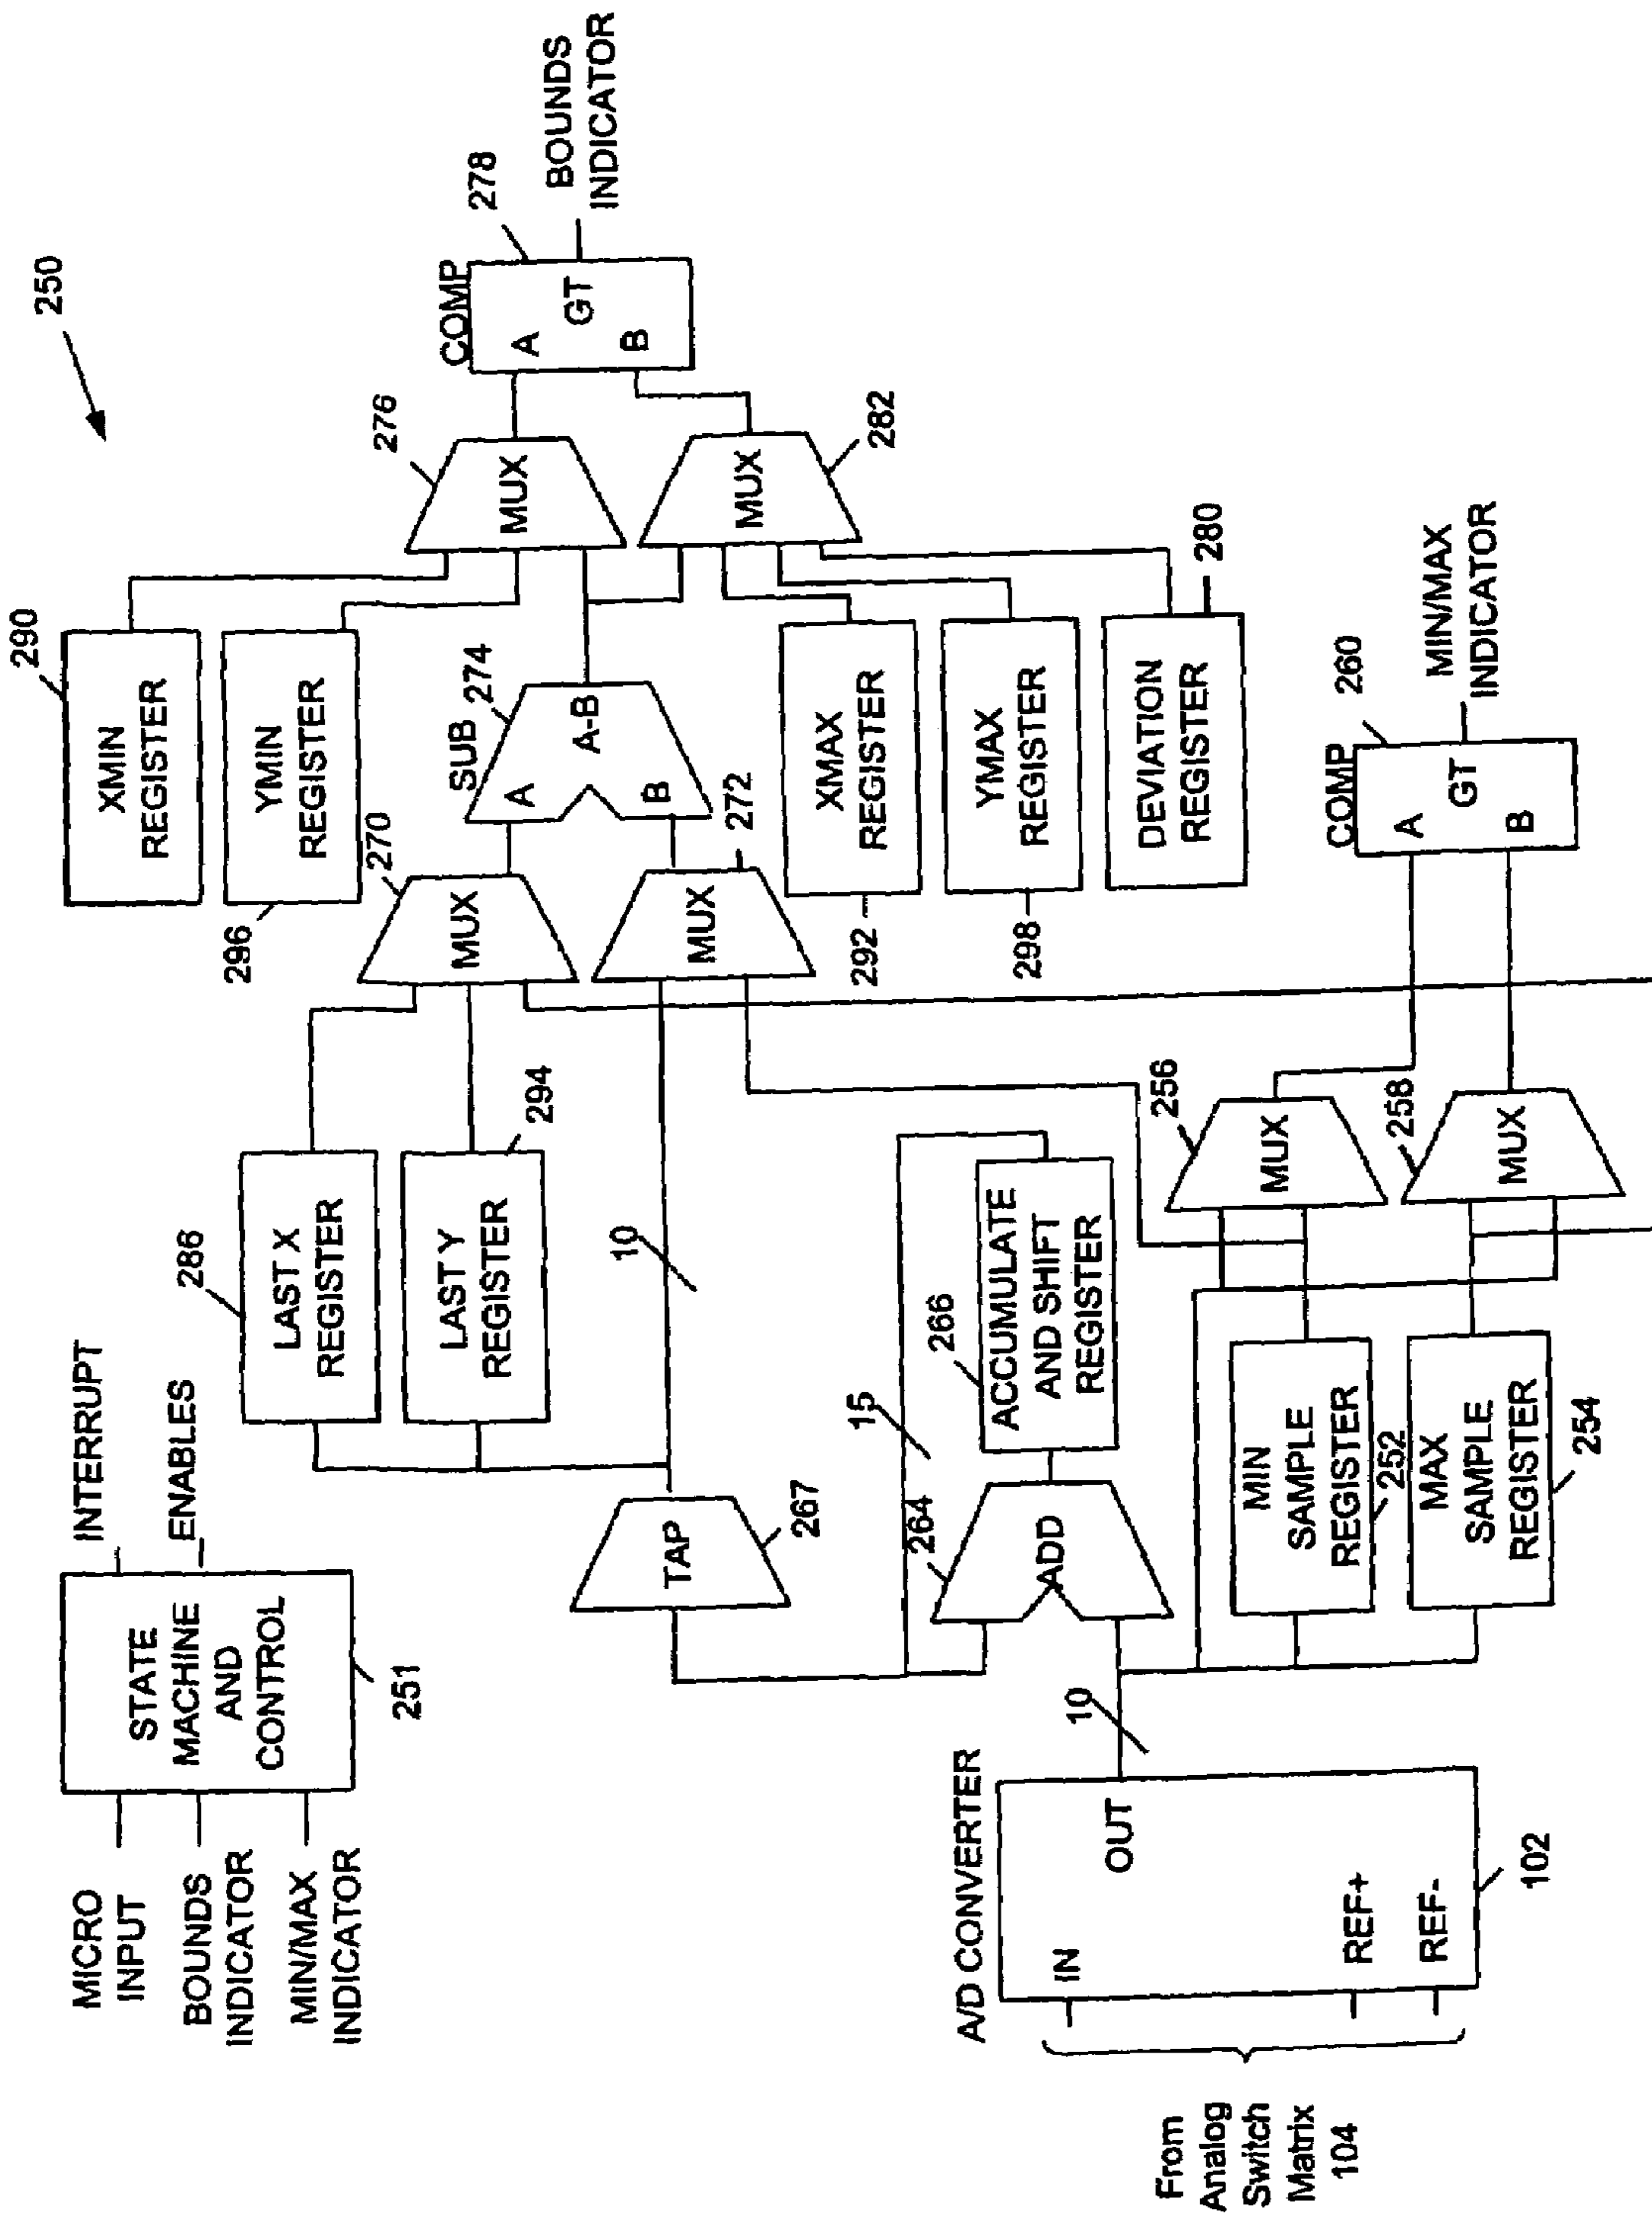 250
MICRO
INPUT
BOUNDS
INDICATOR
MIN/MAX
INDICATOR
STATE
MACHINE
AND
CONTROL
251
INTERRUPT
ENABLES
286
LAST X
REGISTER
LAST Y
REGISTER
294
290
XMIN
REGISTER
YMIN
REGISTER
296
270
MUX
MUX
272
SUB
274
A
A-B
B
276
MUX
MUX
282
COMP
278
A
GT
B
BOUNDS
INDICATOR
TAP
267
10
XMAX
REGISTER
292
YMAX
REGISTER
298
DEVIATION
REGISTER
280
15
264
ADD
266
ACCUMULATE
AND SHIFT
REGISTER
A/D CONVERTER
IN
OUT
REF+
REF-
102
10
From
Analog
Switch
Matrix
104
MIN
SAMPLE
REGISTER
252
MAX
SAMPLE
REGISTER
254
256
MUX
258
MUX
COMP
260
A
GT
B
MIN/MAX
INDICATOR